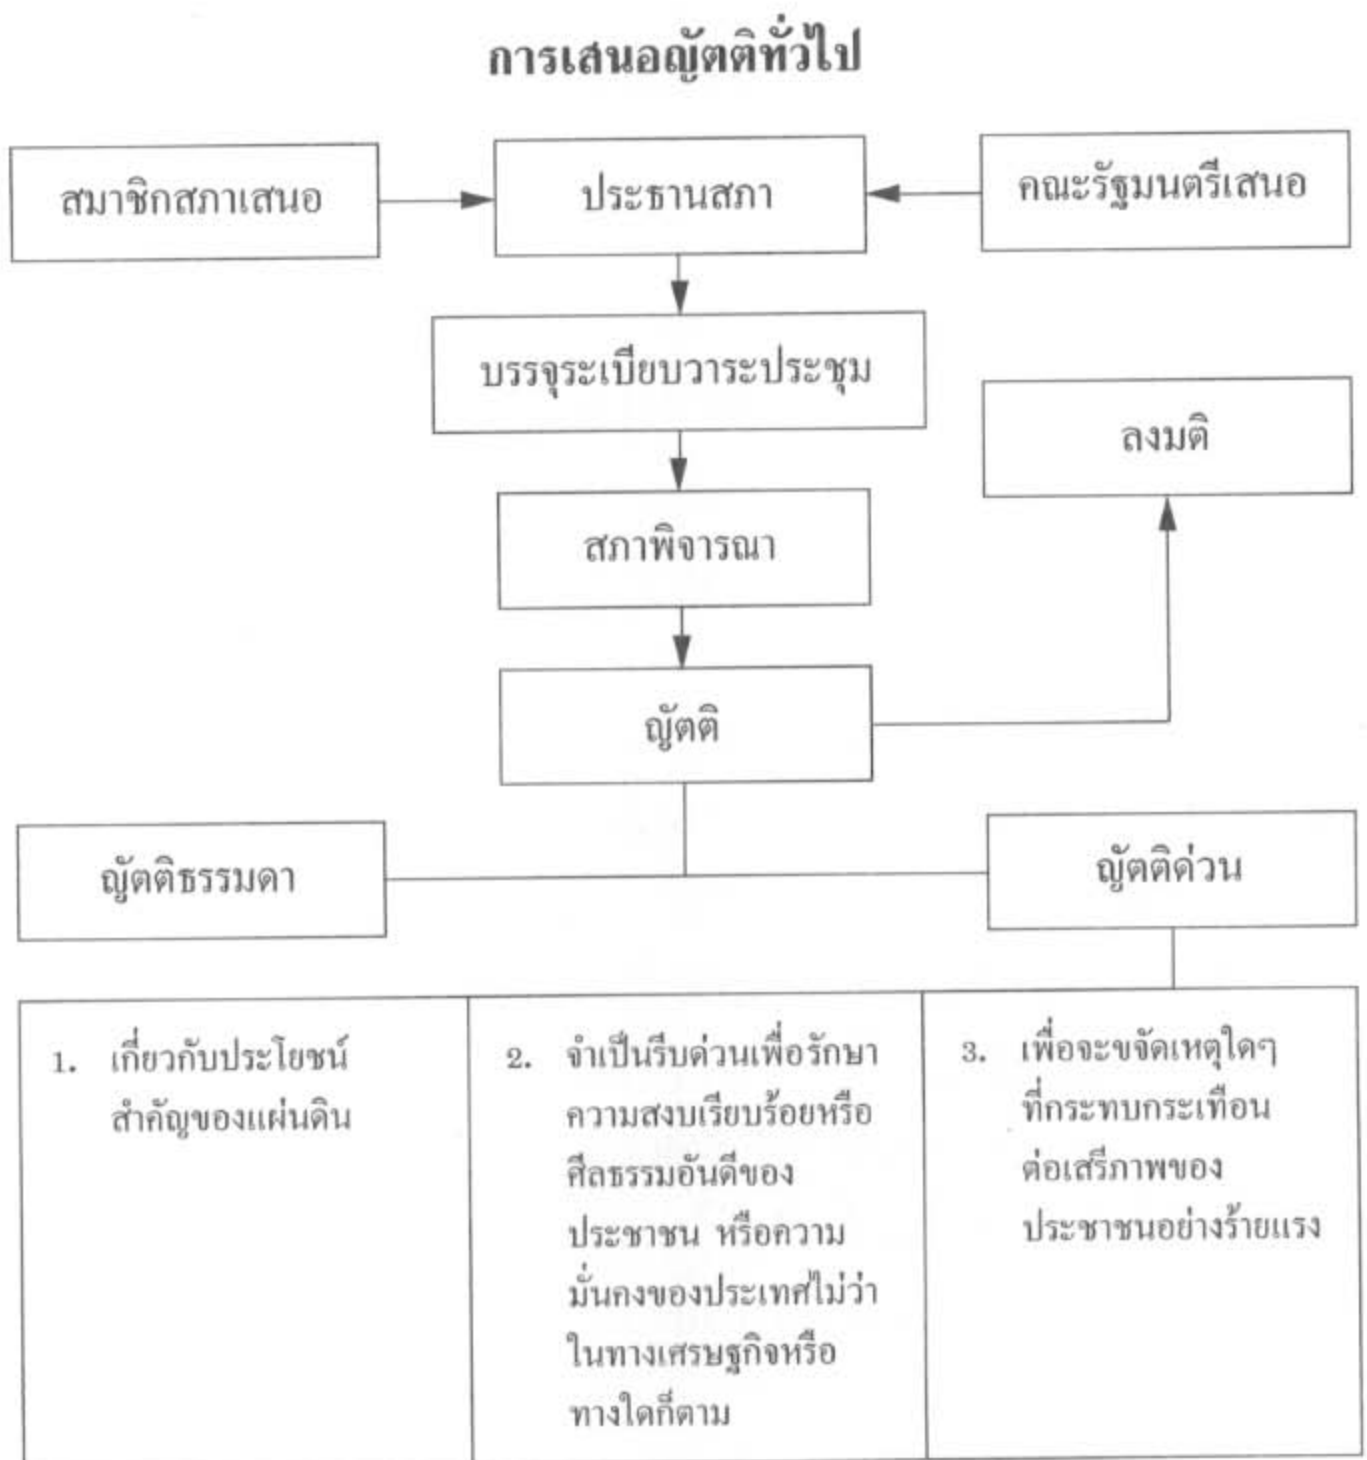 การเสนอญัตติทั่วไป
สมาชิกสภาเสนอ
ประธานสภา
คณะรัฐมนตรีเสนอ
บรรจุระเบียบวาระประชุม
ลงมติ
สภาพิจารณา
ญัตติ
ญัตติธรรมดา
ญัตติด่วน
1. เกี่ยวกับประโยชน์
สำคัญของแผ่นดิน
2. จำเป็นรีบด่วนเพื่อรักษา
ความสงบเรียบร้อยหรือ
ศีลธรรมอันดีของ
ประชาชน หรือความ
มั่นคงของประเทศไม่ว่า
ในทางเศรษฐกิจหรือ
ทางใดก็ตาม
3. เพื่อจะขจัดเหตุใดๆ
ที่กระทบกระเทือน
ต่อเสรีภาพของ
ประชาชนอย่างร้ายแรง